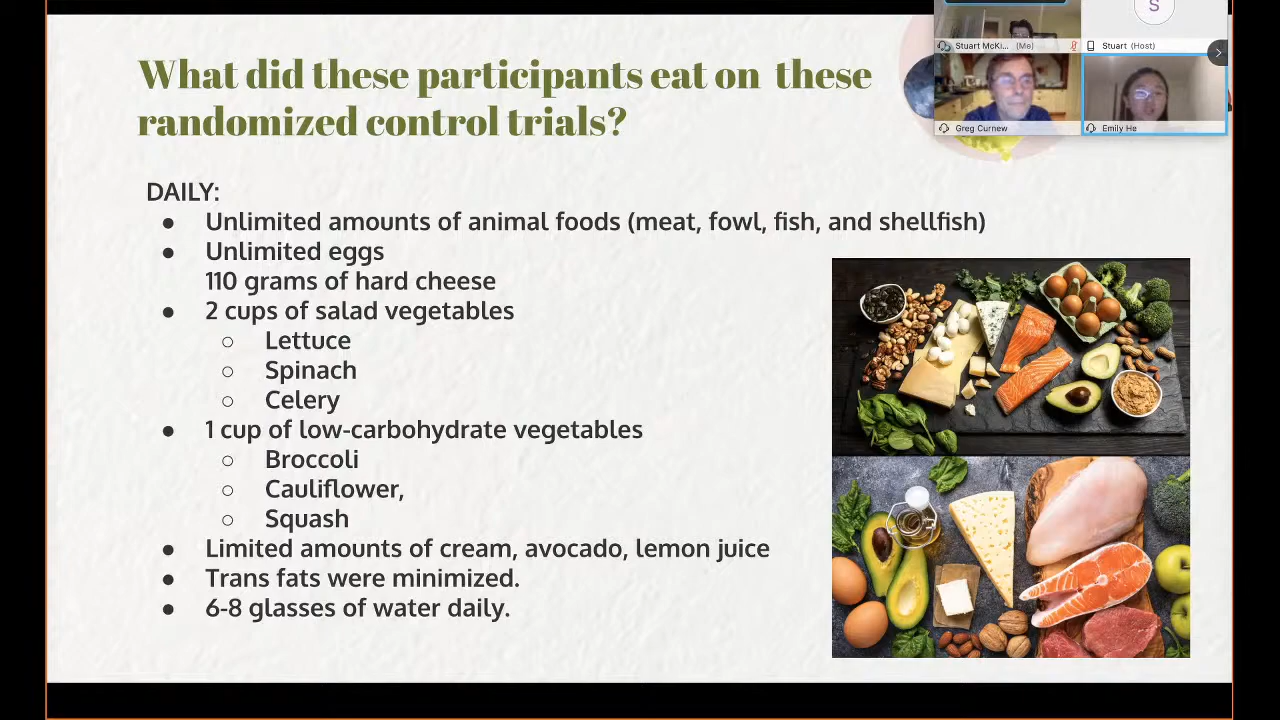 S
Stuart McKi... (Me)
Stuart (Host)
Greg Curnew
Emily He
What did these participants eat on these
randomized control trials?
DAILY:
● Unlimited amounts of animal foods (meat, fowl, fish, and shellfish)
● Unlimited eggs
110 grams of hard cheese
● 2 cups of salad vegetables
○ Lettuce
○ Spinach
○ Celery
● 1 cup of low-carbohydrate vegetables
○ Broccoli
○ Cauliflower,
○ Squash
● Limited amounts of cream, avocado, lemon juice
● Trans fats were minimized.
● 6-8 glasses of water daily.